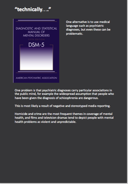 "technically ..."
One alternative is to use medical
language such as psychiatric
diagnoses, but even these can be
problematic.
DIAGNOSTIC AND STATISTICAL
MANUAL OF
MENTAL DISORDERS
DSM-5
AMERICAN PSYCHIATRIC ASSOCIATION
One problem is that psychiatric diagnoses carry particular associations in
the public mind, for example the widespread assumption that people who
have been given the diagnosis of schizophrenia are dangerous.
This is most likely a result of negative and stereotyped media reporting.
Homicide and crime are the most frequent themes in coverage of mental
health, and films and television dramas tend to depict people with mental
health problems as violent and unpredictable.